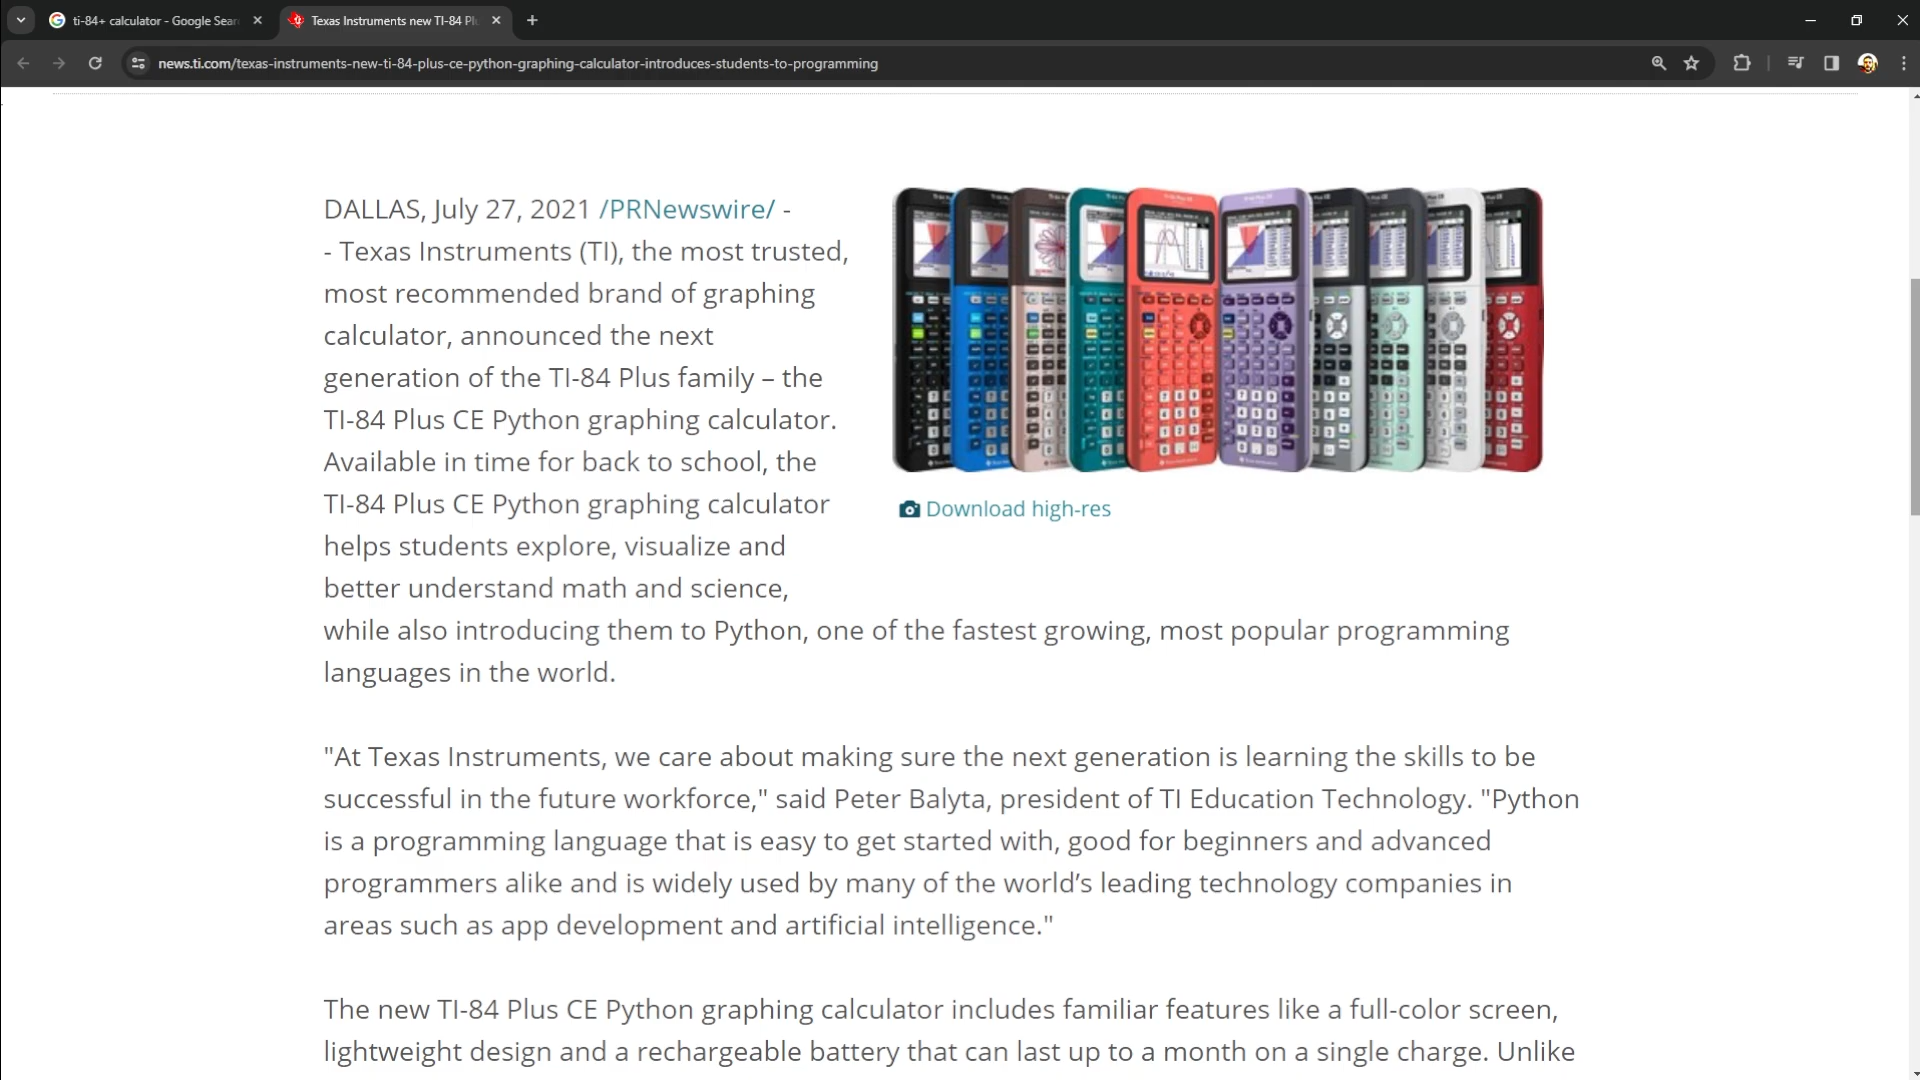 ti-84+ calculator - Google Sear
Texas Instruments new TI-84 Pl
news.ti.com/texas-instruments-new-ti-84-plus-ce-python-graphing-calculator-introduces-students-to-programming
DALLAS, July 27, 2021 /PRNewswire/ -
- Texas Instruments (TI), the most trusted,
most recommended brand of graphing
calculator, announced the next
generation of the TI-84 Plus family – the
TI-84 Plus CE Python graphing calculator.
Available in time for back to school, the
TI-84 Plus CE Python graphing calculator
helps students explore, visualize and
better understand math and science,
while also introducing them to Python, one of the fastest growing, most popular programming
languages in the world.
Download high-res
"At Texas Instruments, we care about making sure the next generation is learning the skills to be
successful in the future workforce," said Peter Balyta, president of TI Education Technology. "Python
is a programming language that is easy to get started with, good for beginners and advanced
programmers alike and is widely used by many of the world’s leading technology companies in
areas such as app development and artificial intelligence."
The new TI-84 Plus CE Python graphing calculator includes familiar features like a full-color screen,
lightweight design and a rechargeable battery that can last up to a month on a single charge. Unlike